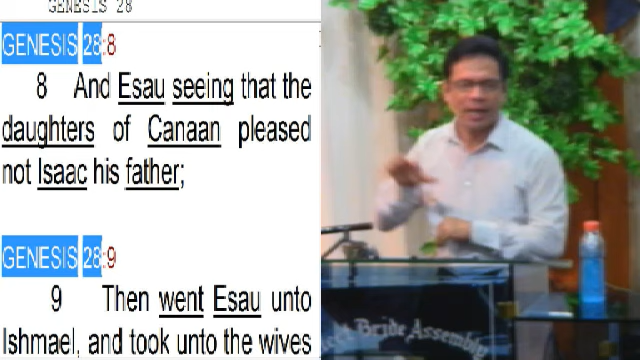 GENESIS 28
GENESIS 28:8
8 And Esau seeing that the
daughters of Canaan pleased
not Isaac his father;
GENESIS 28:9
9 Then went Esau unto
Ishmael, and took unto the wives
Bride Assembly